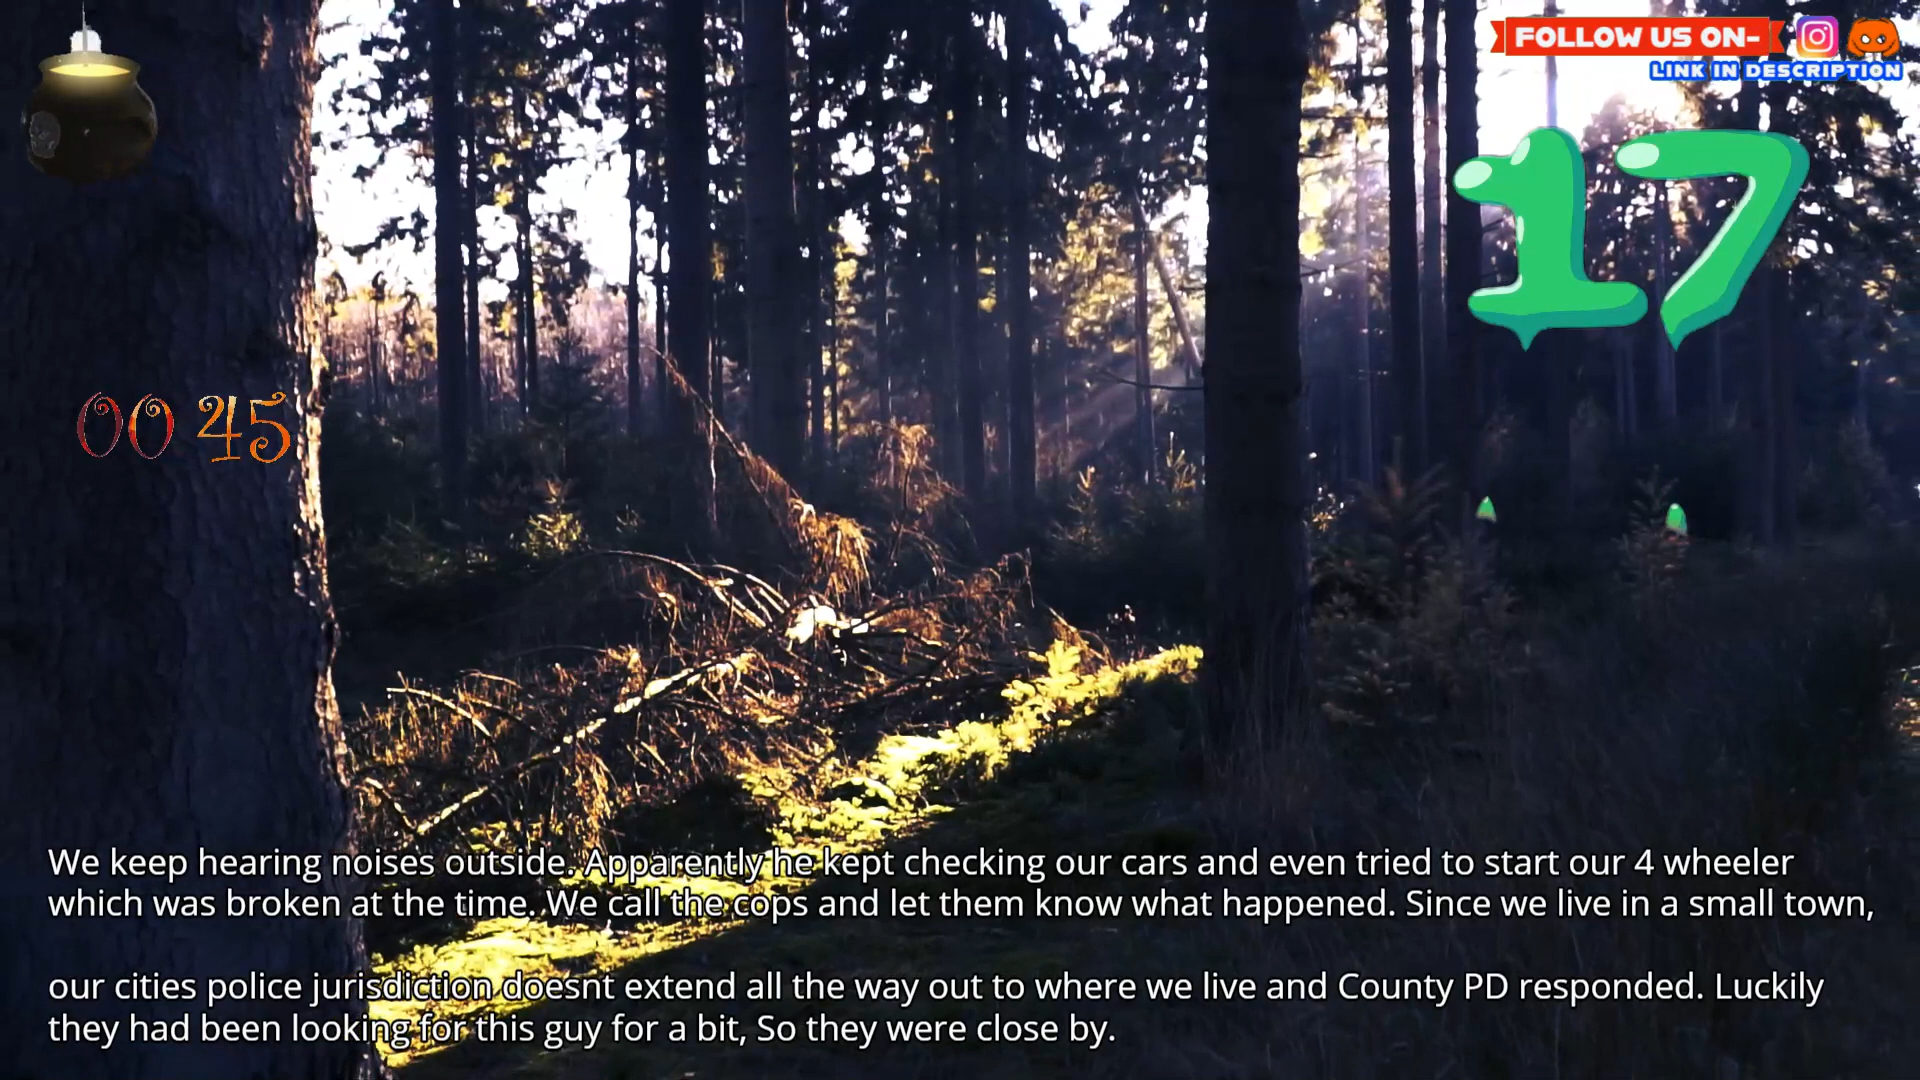 FOLLOW US ON-
LINK IN DESCRIPTION
17
00 45
We keep hearing noises outside. Apparently he kept checking our cars and even tried to start our 4 wheeler
which was broken at the time. We call the cops and let them know what happened. Since we live in a small town,
our cities police jurisdiction doesnt extend all the way out to where we live and County PD responded. Luckily
they had been looking for this guy for a bit, So they were close by.